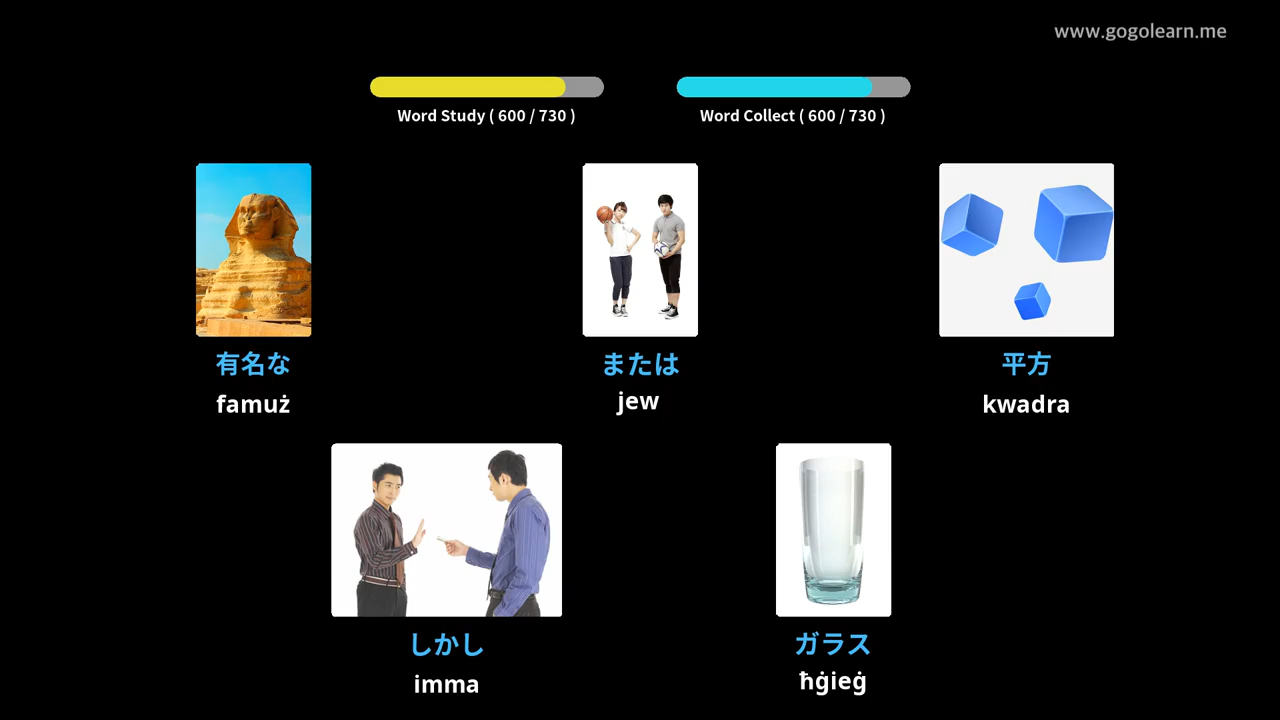 www.gogolearn.me
Word Study ( 600 / 730 )
Word Collect ( 600 / 730 )
有名な
famuż
または
jew
平方
kwadra
しかし
imma
ガラス
ħġieġ